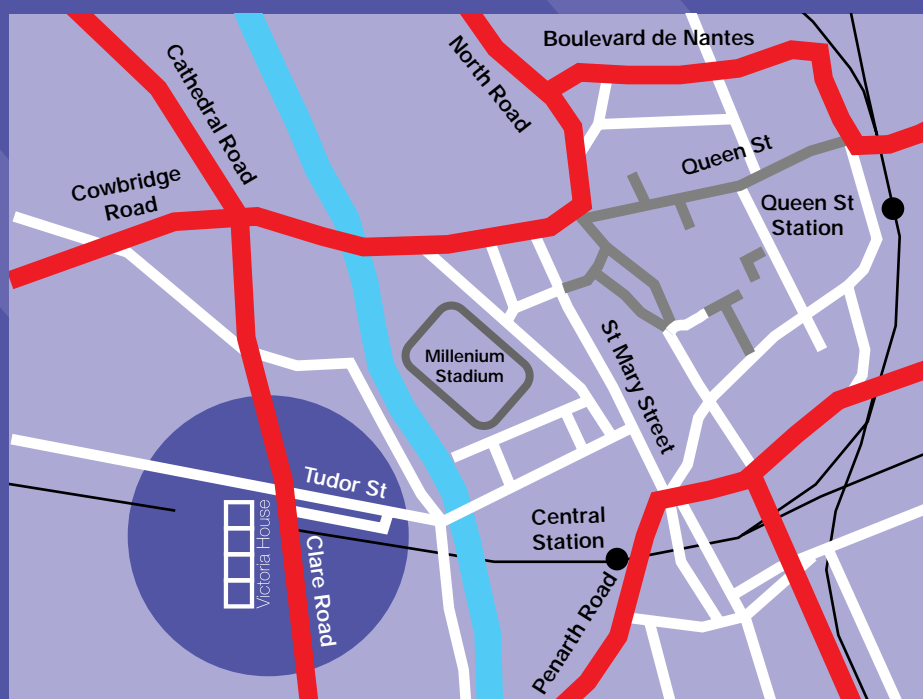 Boulevard de Nantes
North Road
Cathedral Road
Queen St
Cowbridge
Road
Queen St
Station
Millenium
Stadium
St Mary Street
Tudor St
Victoria House
Central
Station
Clare Road
Penarth Road